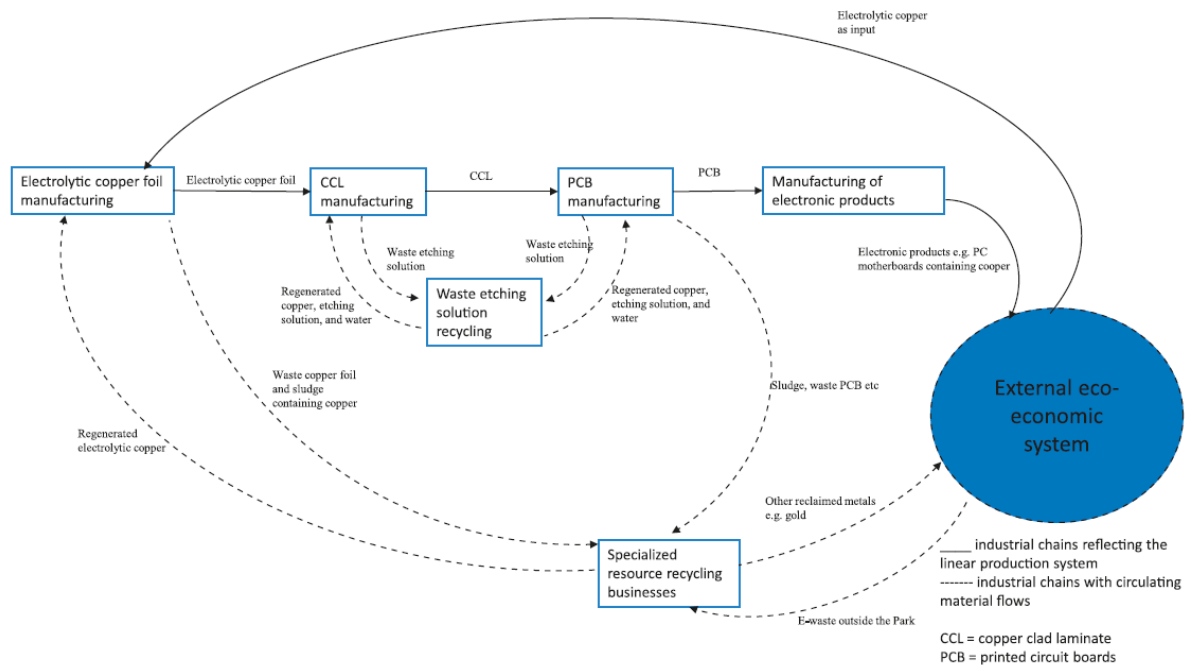 Electrolytic copper
as input
Electrolytic copper foil
manufacturing
Electrolytic copper foil
CCL
manufacturing
CCL
PCB
manufacturing
PCB
Manufacturing of
electronic products
Waste etching
solution
Waste etching
solution
Electronic products e.g. PC
motherboards containing cooper
Regenerated
copper, etching
solution, and water
Waste etching
solution
recycling
Regenerated copper,
etching solution, and
water
Waste copper foil
and sludge
containing copper
Sludge, waste PCB etc
External eco-
economic
system
Regenerated
electrolytic copper
Other reclaimed metals
e.g. gold
Specialized
resource recycling
businesses
E-waste outside the Park
____ industrial chains reflecting the
linear production system
------- industrial chains with circulating
material flows
CCL = copper clad laminate
PCB = printed circuit boards